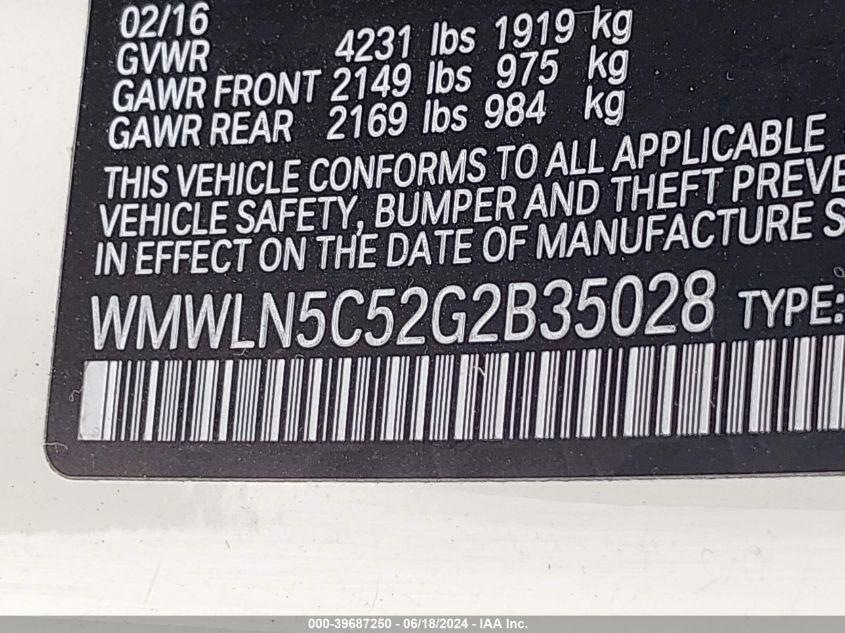 02/16
GVWR 4231 lbs 1919 kg
GAWR FRONT 2149 lbs 975 kg
GAWR REAR 2169 lbs 984 kg
THIS VEHICLE CONFORMS TO ALL APPLICABLE
VEHICLE SAFETY, BUMPER AND THEFT PREVE
IN EFFECT ON THE DATE OF MANUFACTURE S
WMWLN5C52G2B35028 TYPE:
000-39687250 - 06/18/2024 - IAA Inc.